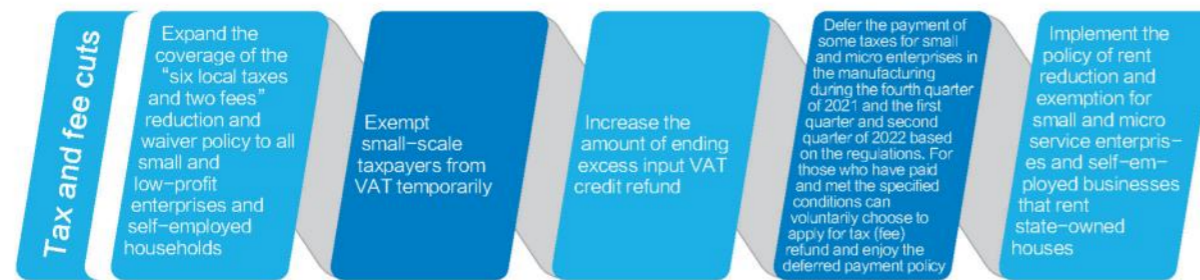 Tax and fee cuts
Expand the
coverage of the
“six local taxes
and two fees”
reduction and
waiver policy to all
small and
low-profit
enterprises and
self-employed
households
Exempt
small-scale
taxpayers from
VAT temporarily
Increase the
amount of ending
excess input VAT
credit refund
Defer the payment of
some taxes for small
and micro enterprises in
the manufacturing
during the fourth quarter
of 2021 and the first
quarter and second
quarter of 2022 based
on the regulations. For
those who have paid
and met the specified
conditions can
voluntarily choose to
apply for tax (fee)
refund and enjoy the
deferred payment policy
Implement the
policy of rent
reduction and
exemption for
small and micro
service enterpris-
es and self-em-
ployed businesses
that rent
state-owned
houses